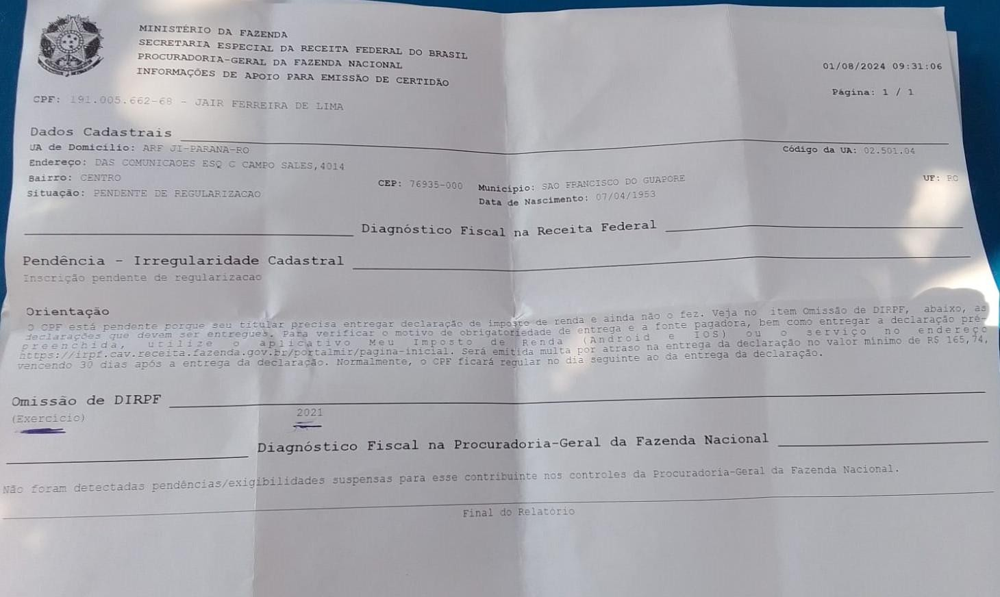 MINISTÉRIO DA FAZENDA
SECRETARIA ESPECIAL DA RECEITA FEDERAL DO BRASIL
PROCURADORIA-GERAL DA FAZENDA NACIONAL
INFORMAÇÕES DE APOIO PARA EMISSÃO DE CERTIDÃO
01/08/2024 09:31:06
Página: 1 / 1
CPF: 191.005.662-68 - JAIR FERREIRA DE LIMA
Dados Cadastrais
UA de Domicílio: ARF JI-PARANA-RO Código da UA: 02.501.04
Endereço: DAS COMUNICAOES ESQ C CAMPO SALES,4014
Bairro: CENTRO CEP: 76935-000 Município: SAO FRANCISCO DO GUAPORE UF: RO
Situação: PENDENTE DE REGULARIZACAO Data de Nascimento: 07/04/1953
Diagnóstico Fiscal na Receita Federal
Pendência - Irregularidade Cadastral
Inscrição pendente de regularizacao
Orientação
O CPF está pendente porque seu titular precisa entregar declaração de imposto de renda e ainda não o fez. Veja no item Omissão de DIRPF, abaixo, as
declarações que devem ser entregues. Para verificar o motivo de obrigatoriedade de entrega e a fonte pagadora, bem como entregar a declaração pré-
preenchida, utilize o aplicativo Meu Imposto de Renda (Android e IOS) ou o serviço no endereço
https://irpf.cav.receita.fazenda.gov.br/portalmir/pagina-inicial. Será emitida multa por atraso na entrega da declaração no valor mínimo de R$ 165,74,
vencendo 30 dias após a entrega da declaração. Normalmente, o CPF ficará regular no dia seguinte ao da entrega da declaração.
Omissão de DIRPF
(Exercício) 2021
Diagnóstico Fiscal na Procuradoria-Geral da Fazenda Nacional
Não foram detectadas pendências/exigibilidades suspensas para esse contribuinte nos controles da Procuradoria-Geral da Fazenda Nacional.
Final do Relatório